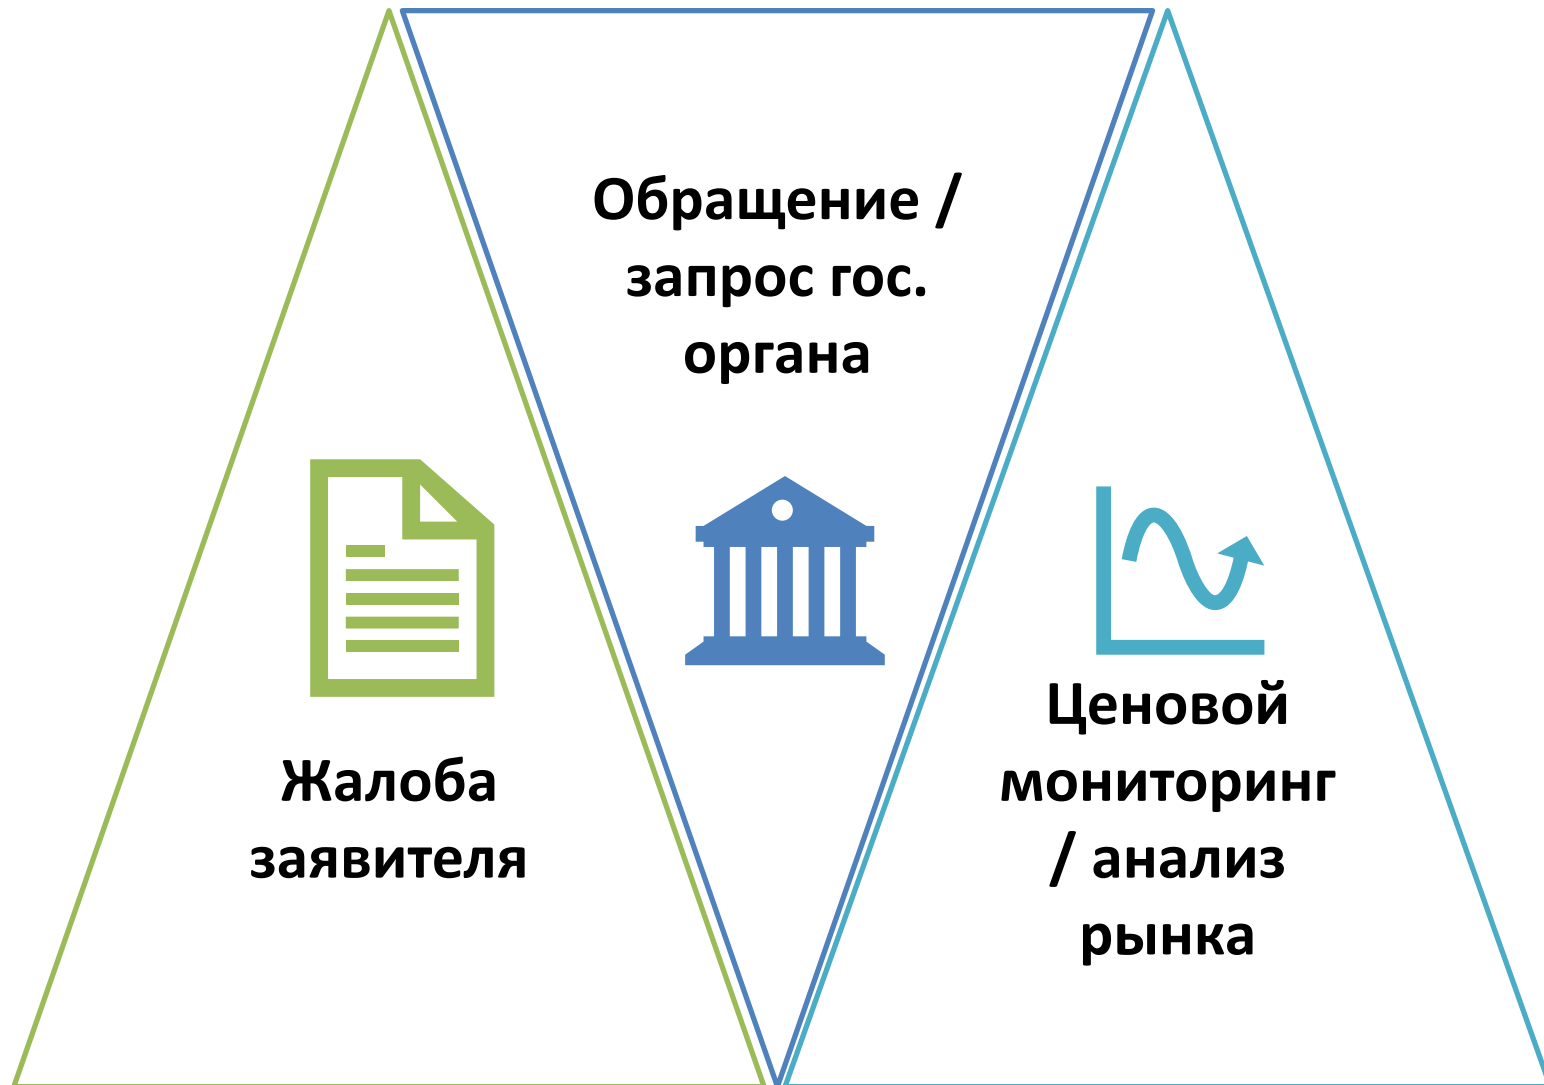 Жалоба
заявителя
Обращение /
запрос гос.
органа
Ценовой
мониторинг
/ анализ
рынка